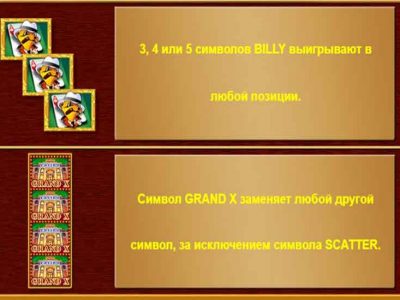 3, 4 или 5 символов BILLY выигрывают в
любой позиции.
GRAND X
GRAND X
GRAND X
GRAND X
Символ GRAND X заменяет любой другой
символ, за исключением символа SCATTER.